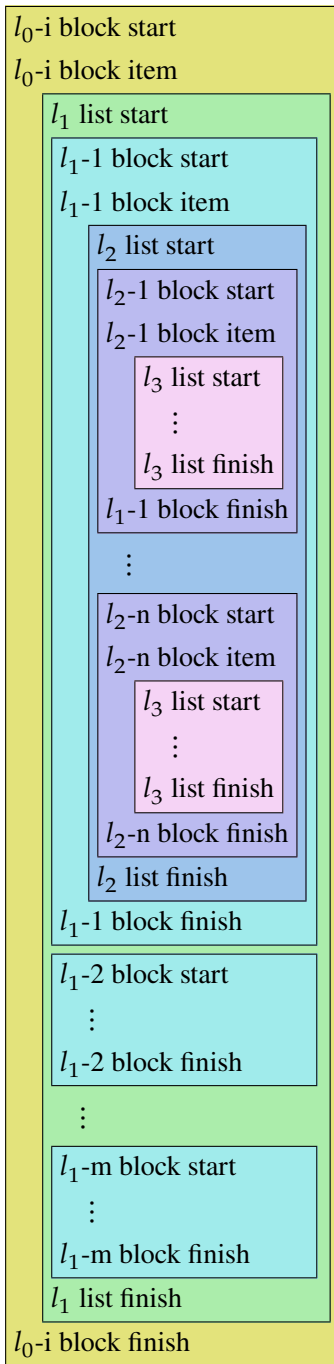 l₀-i block start
l₀-i block item
l₁ list start
l₁-1 block start
l₁-1 block item
l₂ list start
l₂-1 block start
l₂-1 block item
l₃ list start
⋮
l₃ list finish
l₁-1 block finish
⋮
l₂-n block start
l₂-n block item
l₃ list start
⋮
l₃ list finish
l₂-n block finish
l₂ list finish
l₁-1 block finish
l₁-2 block start
⋮
l₁-2 block finish
⋮
l₁-m block start
⋮
l₁-m block finish
l₁ list finish
l₀-i block finish